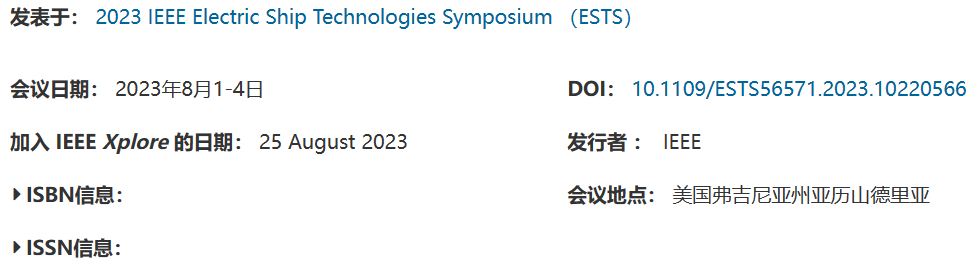 发表于： 2023 IEEE Electric Ship Technologies Symposium （ESTS）
会议日期： 2023年8月1-4日
DOI： 10.1109/ESTS56571.2023.10220566
加入 IEEE Xplore 的日期： 25 August 2023
发行者 ： IEEE
ISBN信息：
会议地点： 美国弗吉尼亚州亚历山德里亚
ISSN信息：